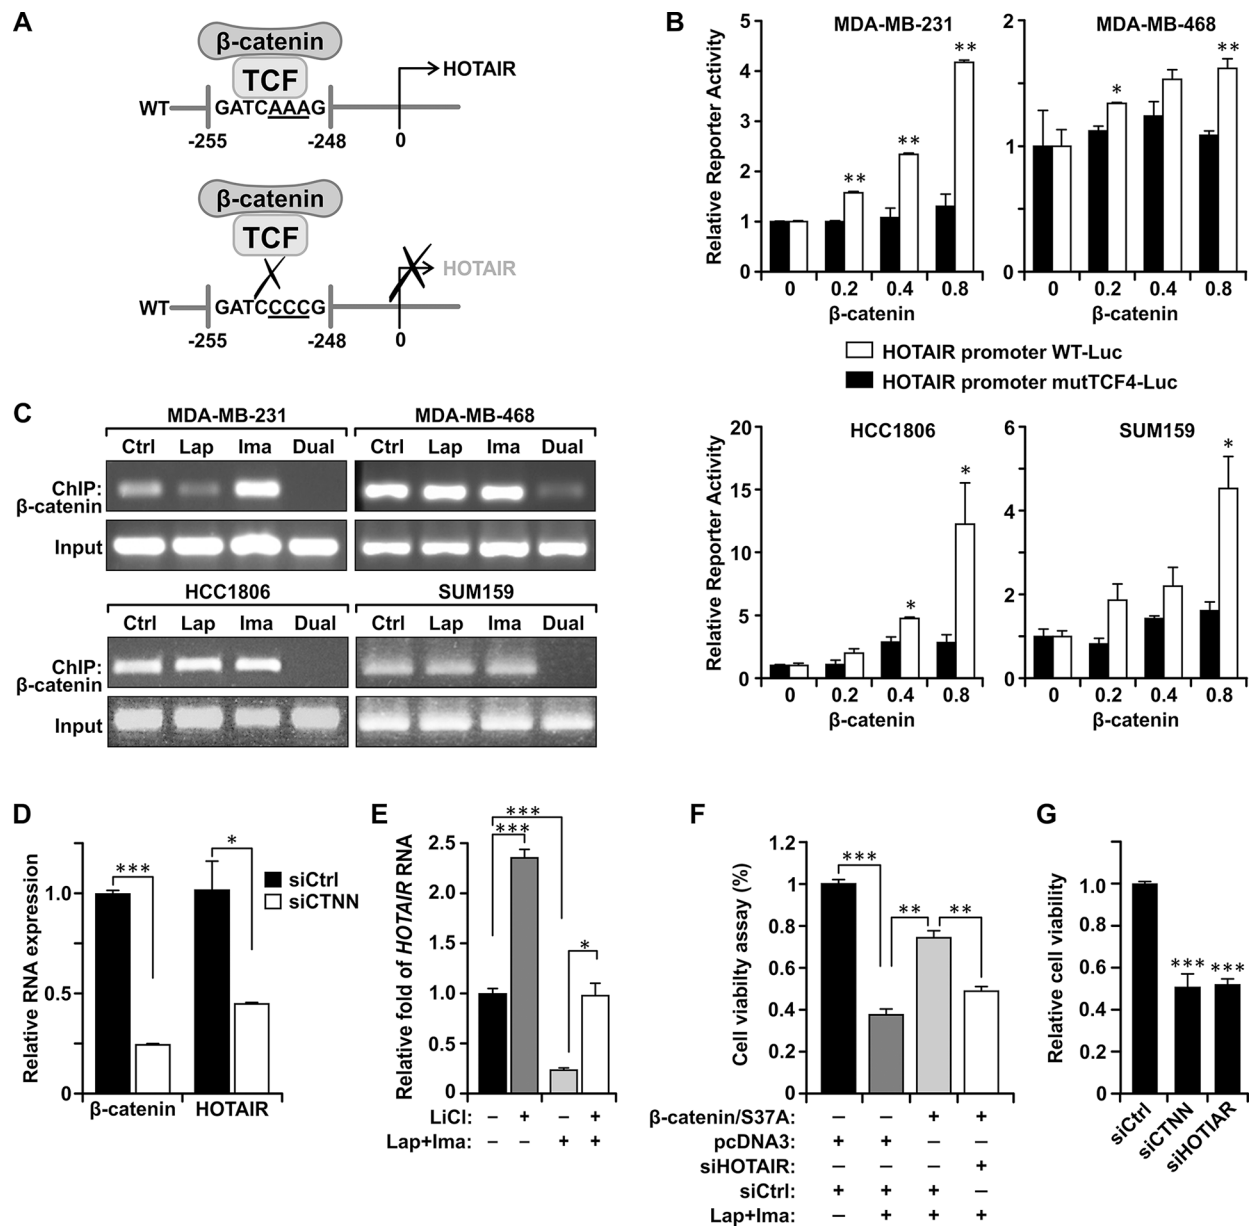 A
β-catenin
TCF
HOTAIR
WT
GATCAAAG
-255
-248
0
β-catenin
TCF
HOTAIR
WT
GATCCCCG
-255
-248
0
B
MDA-MB-231
MDA-MB-468
Relative Reporter Activity
5
4
3
2
1
0
**
**
**
0 0.2 0.4 0.8
β-catenin
2
1
0
*
**
0 0.2 0.4 0.8
β-catenin
HOTAIR promoter WT-Luc
HOTAIR promoter mutTCF4-Luc
HCC1806
SUM159
Relative Reporter Activity
20
15
10
5
0
*
*
0 0.2 0.4 0.8
β-catenin
6
4
2
0
*
0 0.2 0.4 0.8
β-catenin
C
MDA-MB-231
MDA-MB-468
Ctrl Lap Ima Dual
Ctrl Lap Ima Dual
ChIP:
β-catenin
Input
HCC1806
SUM159
Ctrl Lap Ima Dual
Ctrl Lap Ima Dual
ChIP:
β-catenin
Input
D
Relative RNA expression
1.0
0.5
0
***
*
siCtrl
siCTNN
β-catenin HOTAIR
E
Relative fold of HOTAIR RNA
2.5
2.0
1.5
1.0
0.5
0
***
***
*
LiCl: – + – +
Lap+Ima: – – + +
F
Cell viabilty assay (%)
1.2
1
0.8
0.6
0.4
0.2
0
***
**
**
β-catenin/S37A: – – + +
pcDNA3: + + – –
siHOTAIR: – – – +
siCtrl: + + + –
Lap+Ima: – + + +
G
Relative cell viability
1.2
1
0.8
0.6
0.4
0.2
0
***
***
siCtrl
siCTNN
siHOTIAR